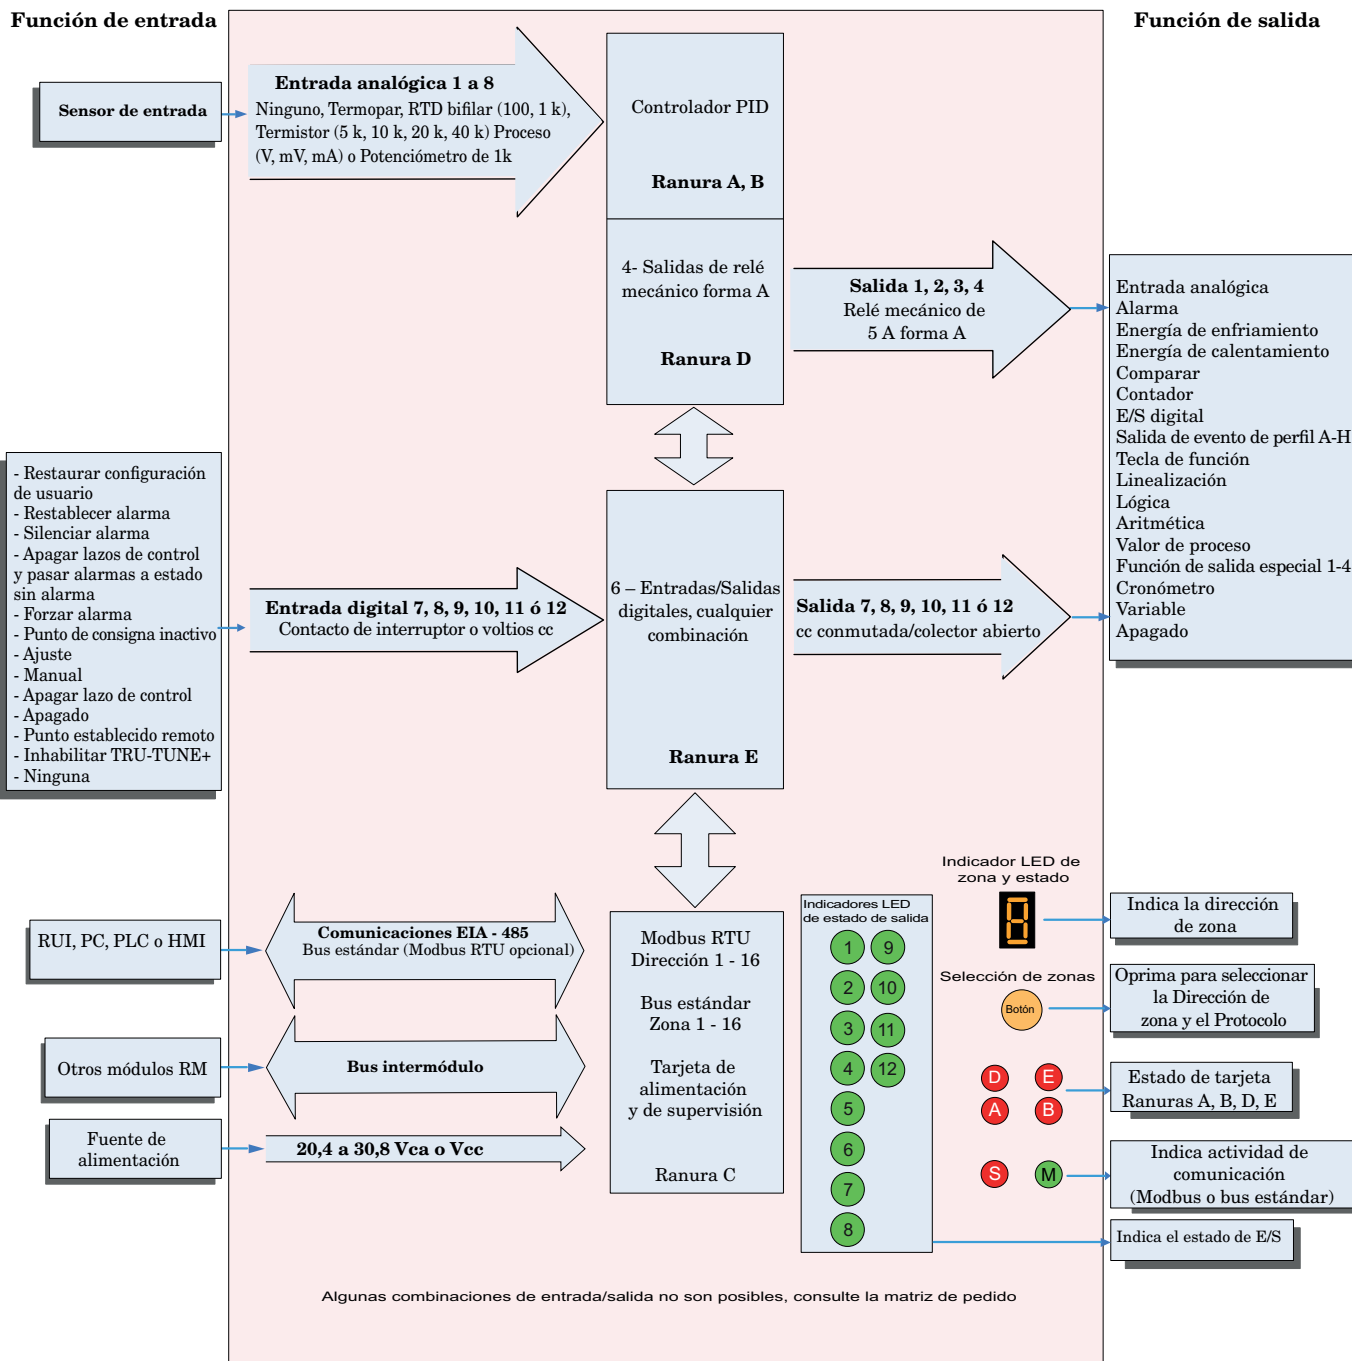 Función de entrada
Función de salida
Sensor de entrada
Entrada analógica 1 a 8
Ninguno, Termopar, RTD bifilar (100, 1 k),
Termistor (5 k, 10 k, 20 k, 40 k) Proceso
(V, mV, mA) o Potenciómetro de 1k
Controlador PID
Ranura A, B
4- Salidas de relé
mecánico forma A
Ranura D
Salida 1, 2, 3, 4
Relé mecánico de
5 A forma A
Entrada analógica
Alarma
Energía de enfriamiento
Energía de calentamiento
Comparar
Contador
E/S digital
Salida de evento de perfil A-H
Tecla de función
Linealización
Lógica
Aritmética
Valor de proceso
Función de salida especial 1-4
Cronómetro
Variable
Apagado
- Restaurar configuración
de usuario
- Restablecer alarma
- Silenciar alarma
- Apagar lazos de control
y pasar alarmas a estado
sin alarma
- Forzar alarma
- Punto de consigna inactivo
- Ajuste
- Manual
- Apagar lazo de control
- Apagado
- Punto establecido remoto
- Inhabilitar TRU-TUNE+
- Ninguna
Entrada digital 7, 8, 9, 10, 11 ó 12
Contacto de interruptor o voltios cc
6 – Entradas/Salidas
digitales, cualquier
combinación
Ranura E
Salida 7, 8, 9, 10, 11 ó 12
cc conmutada/colector abierto
RUI, PC, PLC o HMI
Comunicaciones EIA - 485
Bus estándar (Modbus RTU opcional)
Otros módulos RM
Bus intermódulo
Fuente de
alimentación
20,4 a 30,8 Vca o Vcc
Modbus RTU
Dirección 1 - 16
Bus estándar
Zona 1 - 16
Tarjeta de
alimentación
y de supervisión
Ranura C
Indicadores LED
de estado de salida
1 9
2 10
3 11
4 12
5
6
7
8
Indicador LED de
zona y estado
8
Indica la dirección
de zona
Selección de zonas
Botón
Oprima para seleccionar
la Dirección de
zona y el Protocolo
D E
A B
Estado de tarjeta
Ranuras A, B, D, E
S M
Indica actividad de
comunicación
(Modbus o bus estándar)
Indica el estado de E/S
Algunas combinaciones de entrada/salida no son posibles, consulte la matriz de pedido